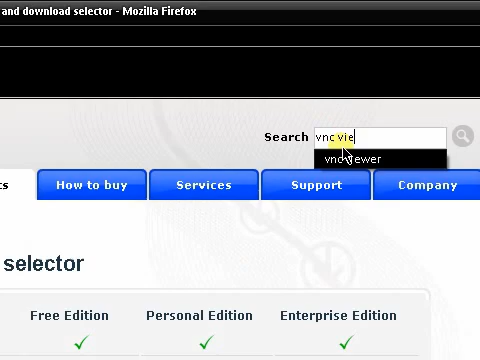 and download selector - Mozilla Firefox
Search vnc vie
vnc viewer
ts How to buy Services Support Company
selector
Free Edition Personal Edition Enterprise Edition